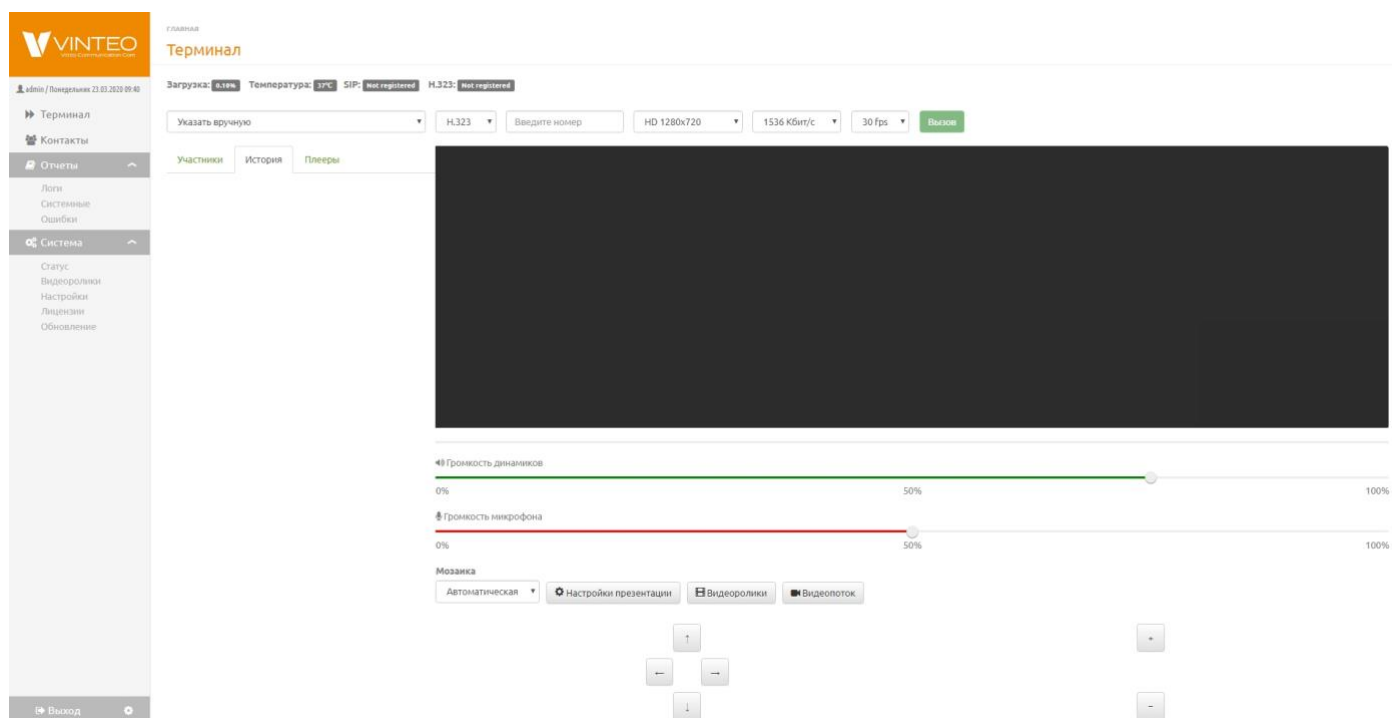 VINTEO
ГЛАВНАЯ
Терминал
admin / Понедельник 23.03.2020 09:40
Загрузка: 0.10% Температура: 37°C SIP: Not registered H.323: Not registered
Терминал
Контакты
Отчеты
Логи
Системные
Ошибки
Система
Статус
Видеоролики
Настройки
Лицензии
Обновление
Выход
Указать вручную H.323 Введите номер HD 1280x720 1536 Кбит/с 30 fps Вызов
Участники История Плееры
Громкость динамиков
0% 50% 100%
Громкость микрофона
0% 50% 100%
Мозаика
Автоматическая Настройки презентации Видеоролики Видеопоток
↑ +
← →
↓ -